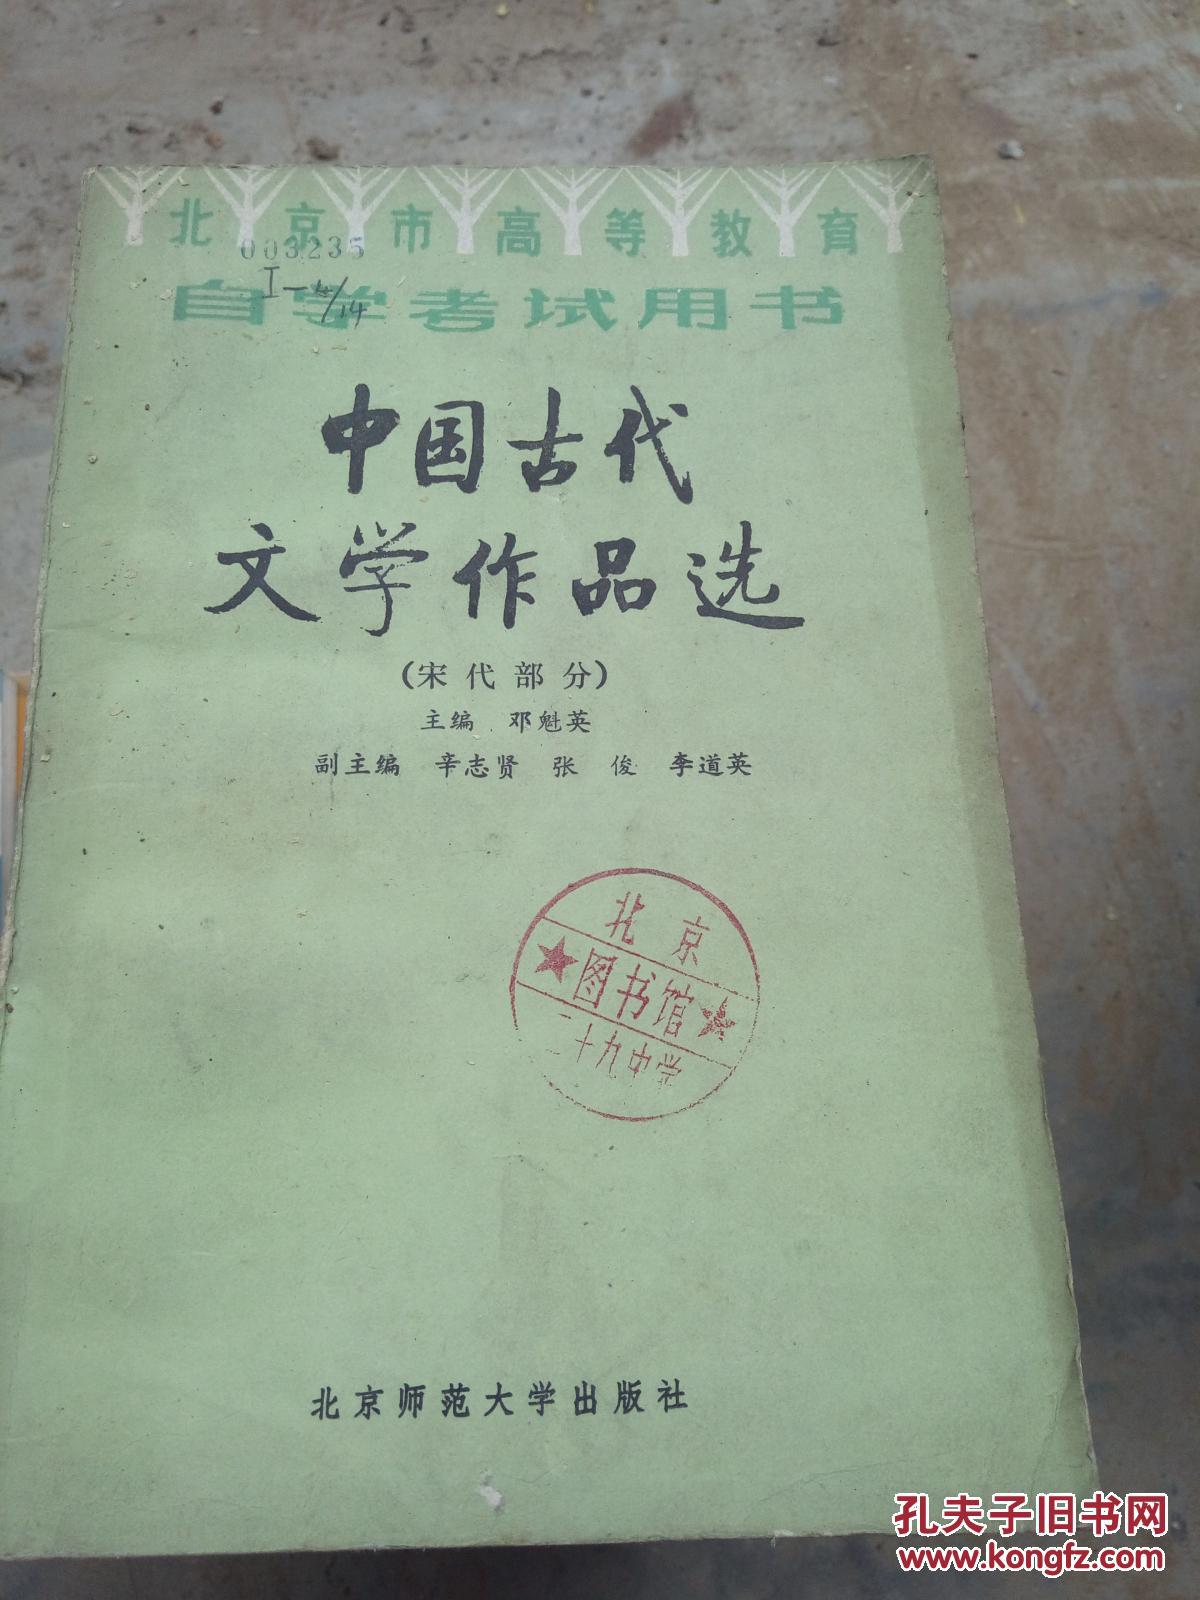 北京市高等教育
003235
自学考试用书
中国古代
文学作品选
(宋代部分)
主编 邓魁英
副主编 辛志贤 张俊 李道英
北京
★图书馆★
二十九中学
北京师范大学出版社
孔夫子旧书网
www.kongfz.com